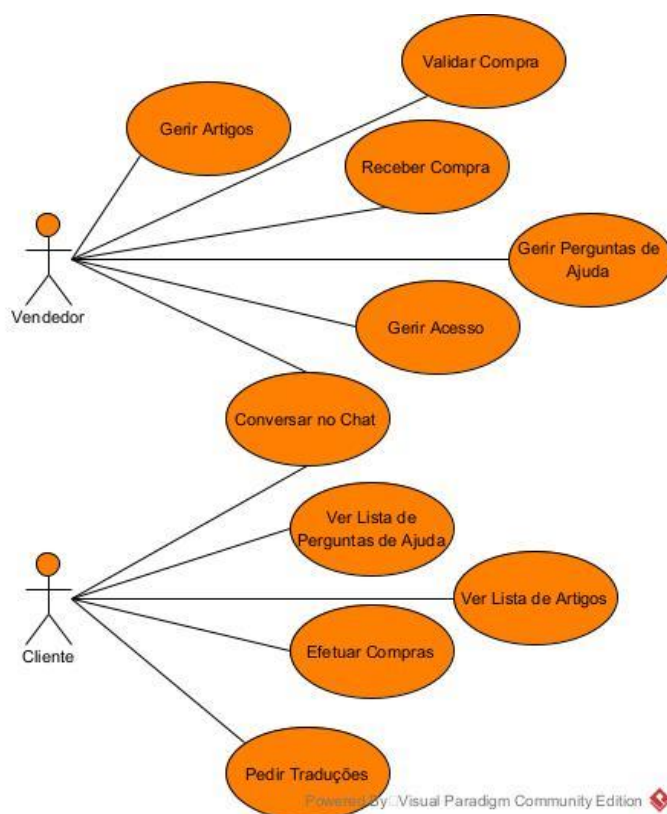 Validar Compra
Gerir Artigos
Receber Compra
Gerir Perguntas de
Ajuda
Vendedor
Gerir Acesso
Conversar no Chat
Ver Lista de
Perguntas de Ajuda
Ver Lista de Artigos
Cliente
Efetuar Compras
Pedir Traduções
Powered By Visual Paradigm Community Edition